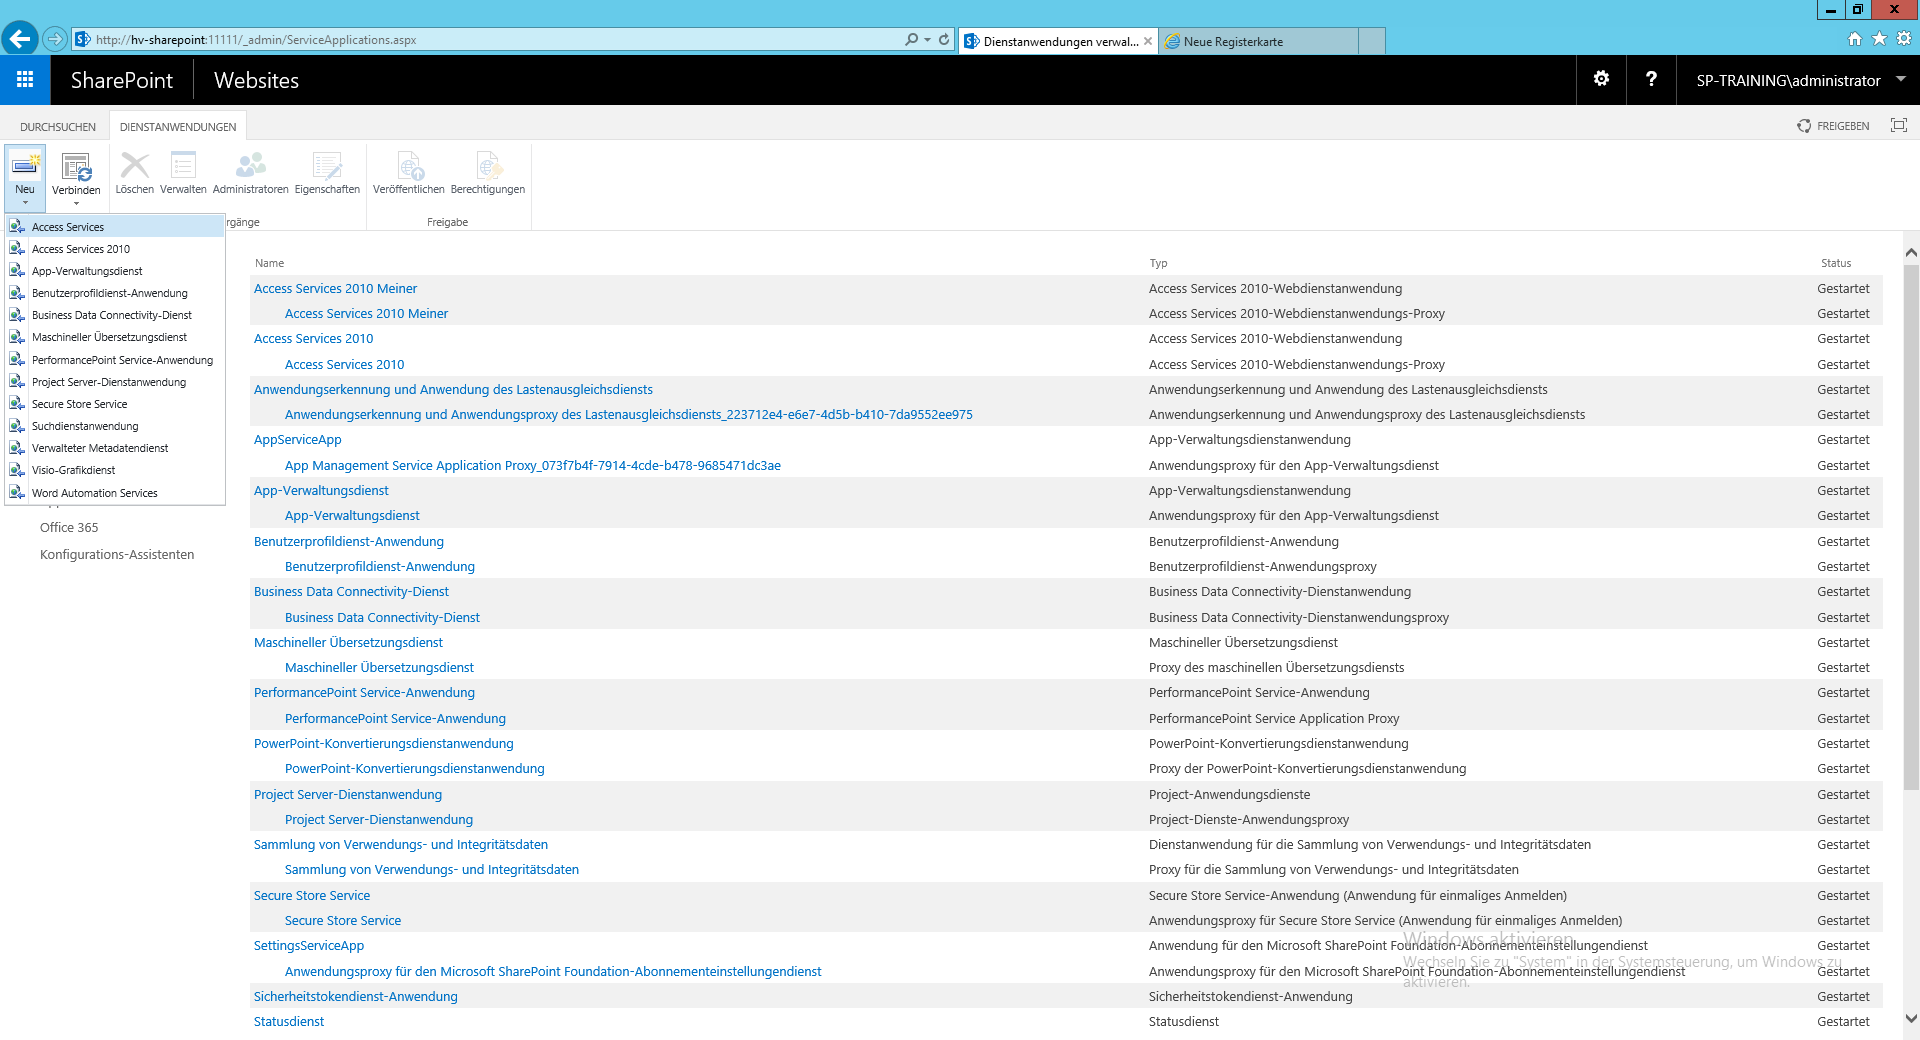 http://hv-sharepoint:11111/_admin/ServiceApplications.aspx
Dienstanwendungen verwal...
Neue Registerkarte
SharePoint
Websites
?
SP-TRAINING\administrator
DURCHSUCHEN
DIENSTANWENDUNGEN
FREIGEBEN
Neu
Verbinden
Löschen
Verwalten
Administratoren
Eigenschaften
Veröffentlichen
Berechtigungen
rgänge
Freigabe
Access Services
Access Services 2010
App-Verwaltungsdienst
Benutzerprofildienst-Anwendung
Business Data Connectivity-Dienst
Maschineller Übersetzungsdienst
PerformancePoint Service-Anwendung
Project Server-Dienstanwendung
Secure Store Service
Suchdienstanwendung
Verwalteter Metadatendienst
Visio-Grafikdienst
Word Automation Services
Office 365
Konfigurations-Assistenten
Name Typ Status
Access Services 2010 Meiner Access Services 2010-Webdienstanwendung Gestartet
Access Services 2010 Meiner Access Services 2010-Webdienstanwendungs-Proxy Gestartet
Access Services 2010 Access Services 2010-Webdienstanwendung Gestartet
Access Services 2010 Access Services 2010-Webdienstanwendungs-Proxy Gestartet
Anwendungserkennung und Anwendung des Lastenausgleichsdiensts Anwendungserkennung und Anwendung des Lastenausgleichsdiensts Gestartet
Anwendungserkennung und Anwendungsproxy des Lastenausgleichsdiensts_223712e4-e6e7-4d5b-b410-7da9552ee975 Anwendungserkennung und Anwendungsproxy des Lastenausgleichsdiensts Gestartet
AppServiceApp App-Verwaltungsdienstanwendung Gestartet
App Management Service Application Proxy_073f7b4f-7914-4cde-b478-9685471dc3ae Anwendungsproxy für den App-Verwaltungsdienst Gestartet
App-Verwaltungsdienst App-Verwaltungsdienstanwendung Gestartet
App-Verwaltungsdienst Anwendungsproxy für den App-Verwaltungsdienst Gestartet
Benutzerprofildienst-Anwendung Benutzerprofildienst-Anwendung Gestartet
Benutzerprofildienst-Anwendung Benutzerprofildienst-Anwendungsproxy Gestartet
Business Data Connectivity-Dienst Business Data Connectivity-Dienstanwendung Gestartet
Business Data Connectivity-Dienst Business Data Connectivity-Dienstanwendungsproxy Gestartet
Maschineller Übersetzungsdienst Maschineller Übersetzungsdienst Gestartet
Maschineller Übersetzungsdienst Proxy des maschinellen Übersetzungsdiensts Gestartet
PerformancePoint Service-Anwendung PerformancePoint Service-Anwendung Gestartet
PerformancePoint Service-Anwendung PerformancePoint Service Application Proxy Gestartet
PowerPoint-Konvertierungsdienstanwendung PowerPoint-Konvertierungsdienstanwendung Gestartet
PowerPoint-Konvertierungsdienstanwendung Proxy der PowerPoint-Konvertierungsdienstanwendung Gestartet
Project Server-Dienstanwendung Project-Anwendungsdienste Gestartet
Project Server-Dienstanwendung Project-Dienste-Anwendungsproxy Gestartet
Sammlung von Verwendungs- und Integritätsdaten Dienstanwendung für die Sammlung von Verwendungs- und Integritätsdaten Gestartet
Sammlung von Verwendungs- und Integritätsdaten Proxy für die Sammlung von Verwendungs- und Integritätsdaten Gestartet
Secure Store Service Secure Store Service-Anwendung (Anwendung für einmaliges Anmelden) Gestartet
Secure Store Service Anwendungsproxy für Secure Store Service (Anwendung für einmaliges Anmelden) Gestartet
SettingsServiceApp Anwendung für den Microsoft SharePoint Foundation-Abonnementeinstellungendienst Gestartet
Anwendungsproxy für den Microsoft SharePoint Foundation-Abonnementeinstellungendienst Anwendungsproxy für den Microsoft SharePoint Foundation-Abonnementeinstellungendienst Gestartet
Sicherheitstokendienst-Anwendung Sicherheitstokendienst-Anwendung Gestartet
Statusdienst Statusdienst Gestartet
Windows aktivieren
Wechseln Sie zu "System" in der Systemsteuerung, um Windows zu
aktivieren.